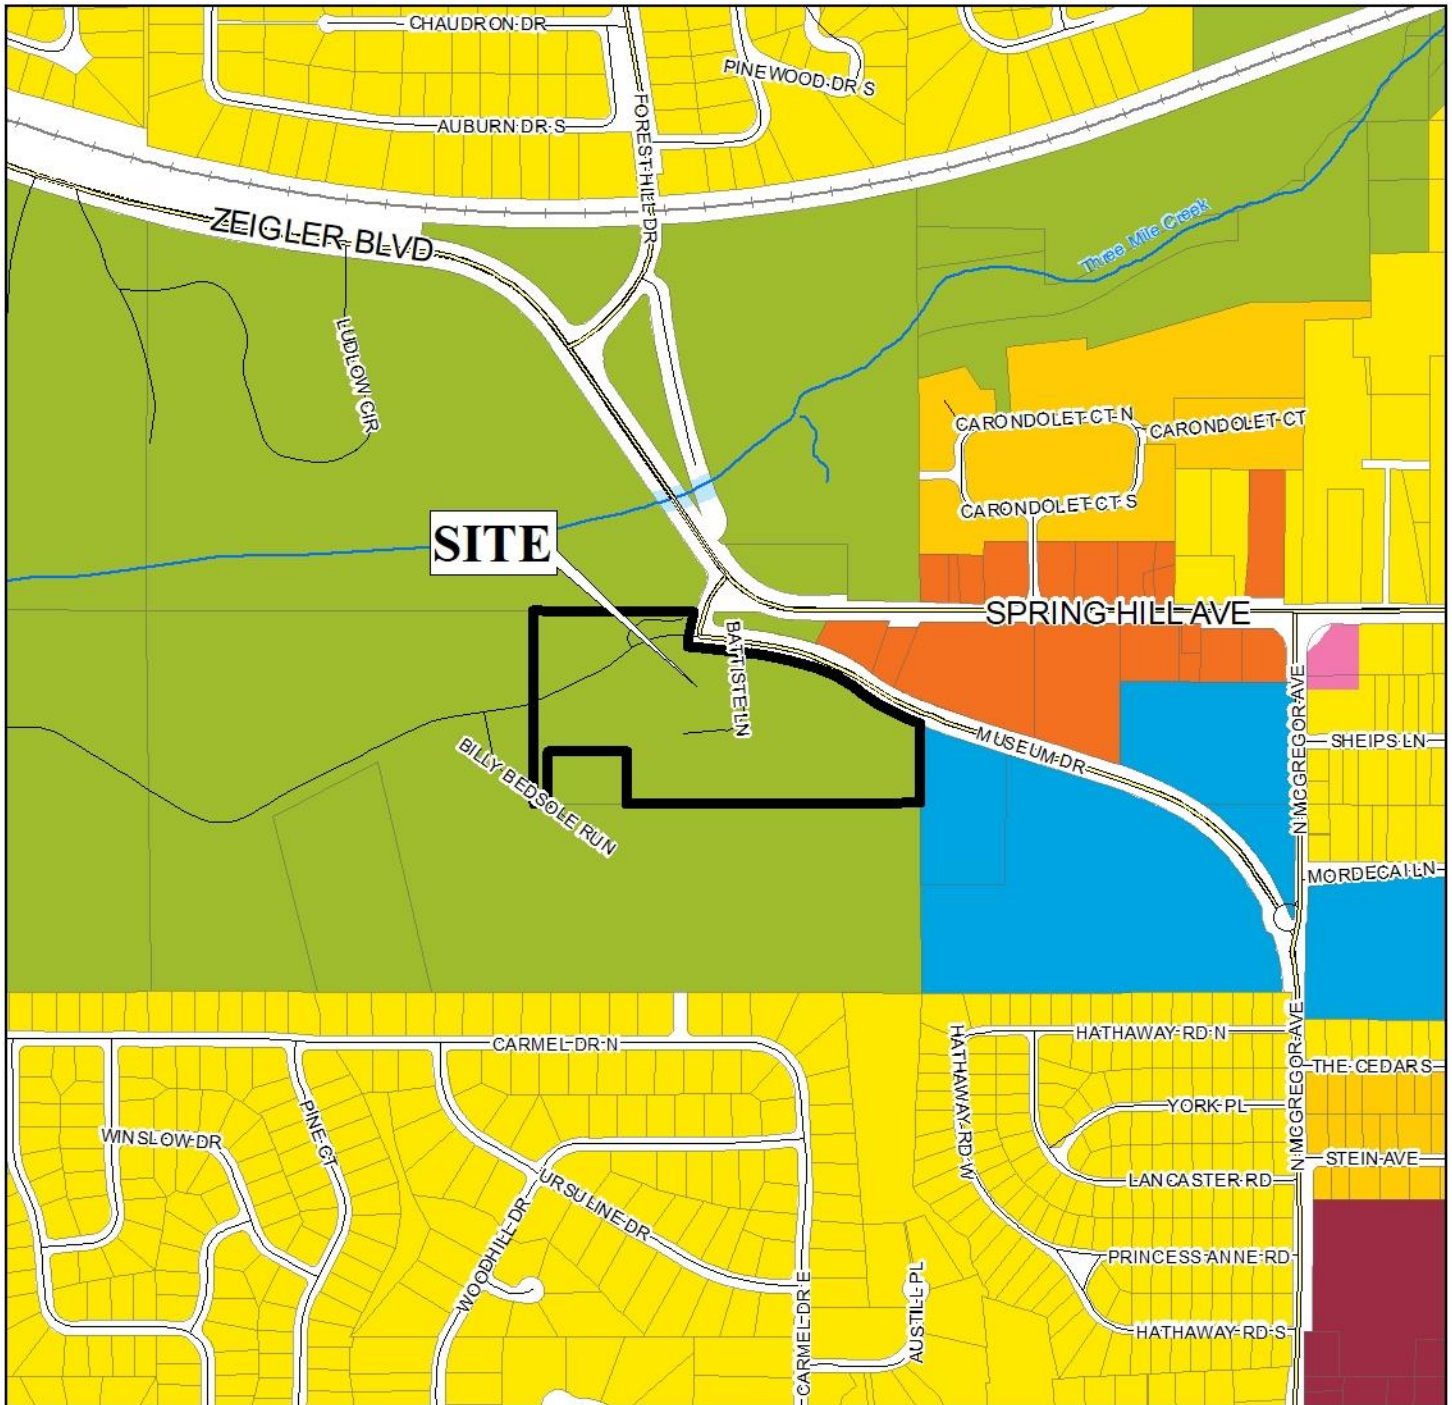 CHAUDRON DR
PINEWOOD DR S
AUBURN DR S
FOREST HILL DR
ZEIGLER BLVD
Three Mile Creek
LUDLOW CIR
CARONDOLET CT N
CARONDOLET CT
CARONDOLET CT S
SITE
SPRING HILL AVE
BATTISTE LN
N MCGREGOR AVE
MUSEUM DR
SHEIPS LN
BILLY BEDSOLE RUN
MORDECAI LN
CARMEL DR N
HATHAWAY RD N
HATHAWAY RD W
N MCGREGOR AVE
THE CEDARS
YORK PL
PINE CT
WINSLOW DR
STEIN AVE
LANCASTER RD
URSULINE DR
WOODHILL DR
PRINCESS ANNE RD
CARMEL DR E
AUSTILL PL
HATHAWAY RD S